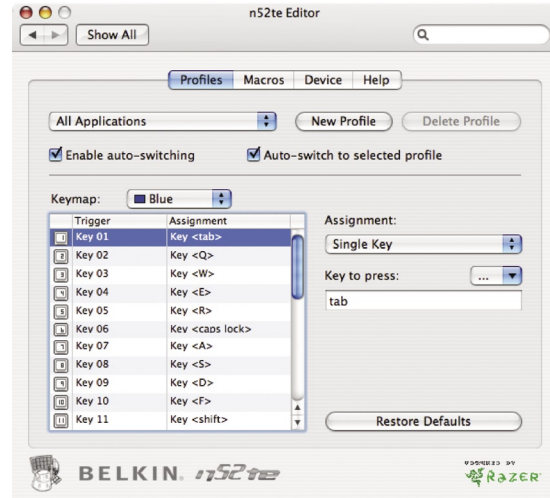 n52te Editor
Show All
Profiles Macros Device Help
All Applications New Profile Delete Profile
Enable auto-switching Auto-switch to selected profile
Keymap: Blue
Trigger Assignment
Key 01 Key <tab>
Key 02 Key <Q>
Key 03 Key <W>
Key 04 Key <E>
Key 05 Key <R>
Key 06 Key <caps lock>
Key 07 Key <A>
Key 08 Key <S>
Key 09 Key <D>
Key 10 Key <F>
Key 11 Key <shift>
Assignment:
Single Key
Key to press: ...
tab
Restore Defaults
BELKIN. n52te
POWERED BY
RAZER